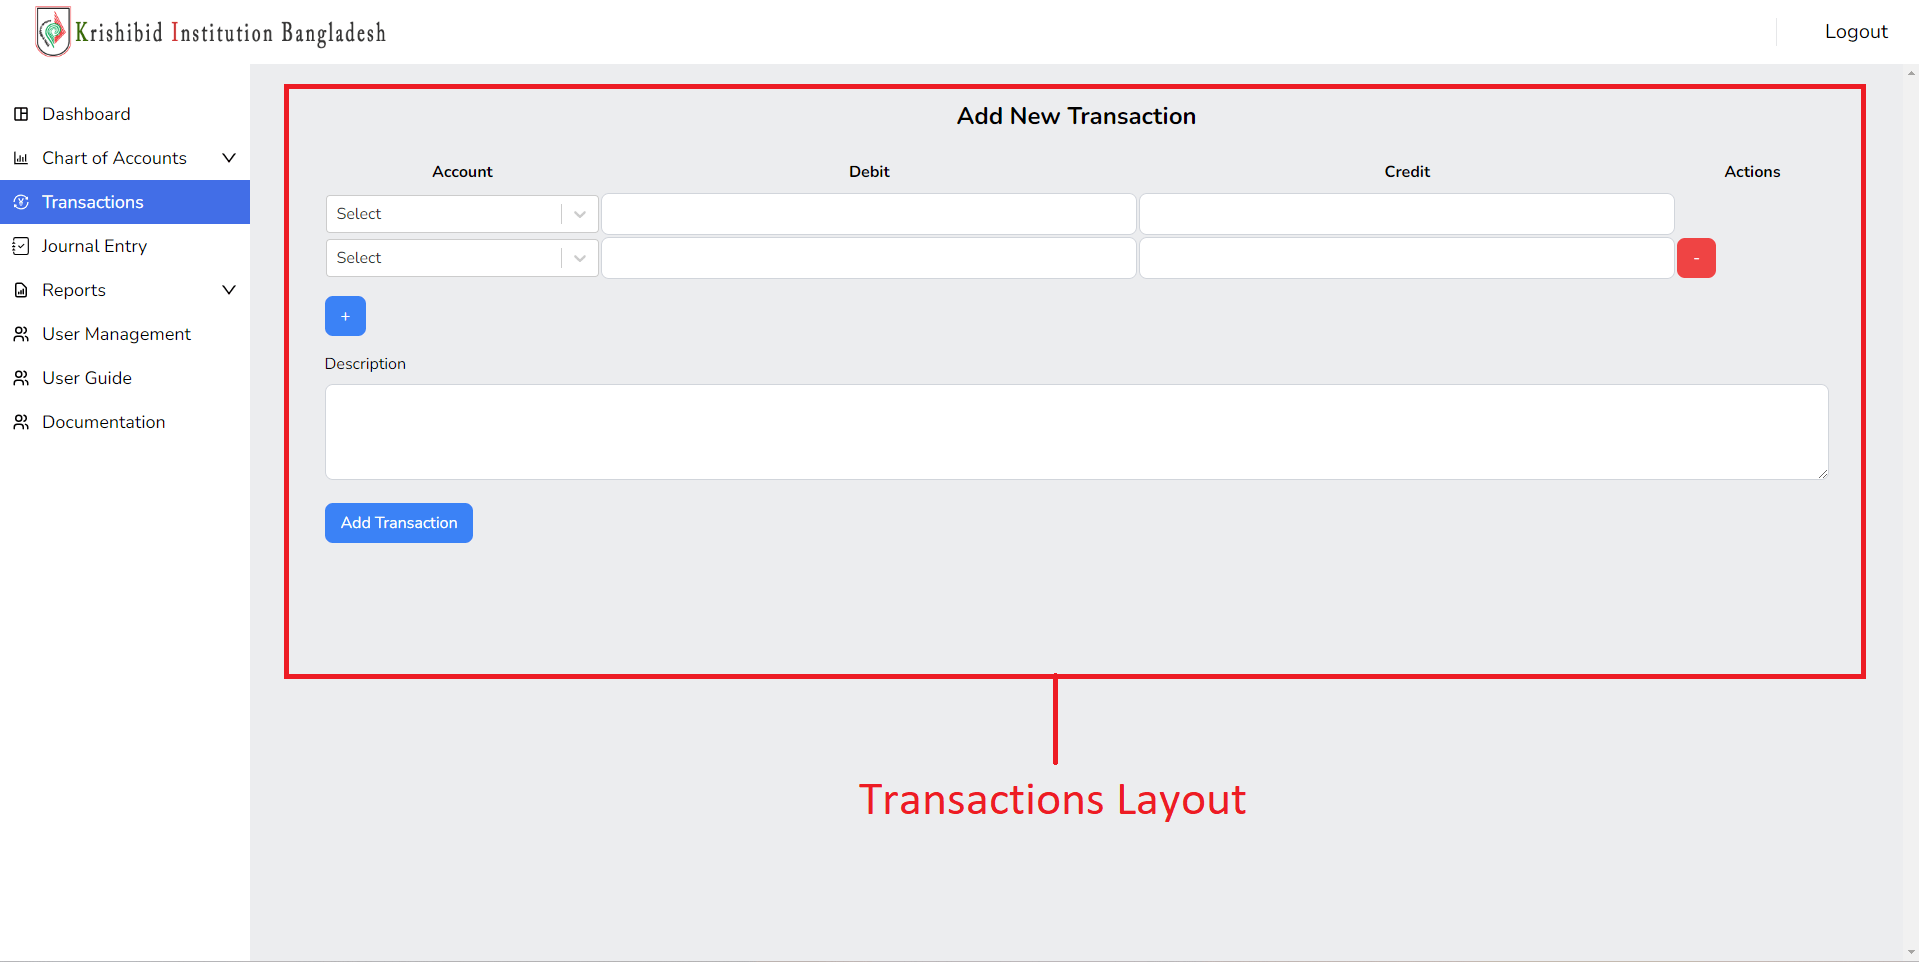 Krishibid Institution Bangladesh
Logout
Dashboard
Chart of Accounts
Transactions
Journal Entry
Reports
User Management
User Guide
Documentation
Add New Transaction
Account Debit Credit Actions
Select
Select
-
+
Description
Add Transaction
Transactions Layout